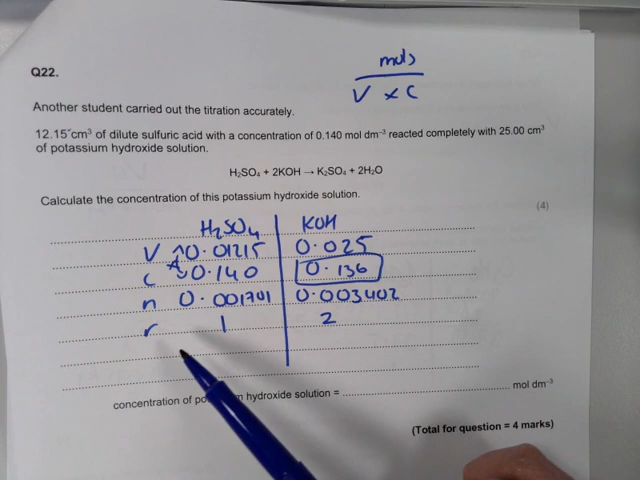 Q22.
mols
V x C
Another student carried out the titration accurately.
12.15 cm³ of dilute sulfuric acid with a concentration of 0.140 mol dm⁻³ reacted completely with 25.00 cm³
of potassium hydroxide solution.
H₂SO₄ + 2KOH → K₂SO₄ + 2H₂O
Calculate the concentration of this potassium hydroxide solution.
(4)
H₂SO₄ KOH
V 0.01215 0.025
C 0.140 0.136
n 0.001701 0.003402
r 1 2
concentration of hydroxide solution = mol dm⁻³
(Total for question = 4 marks)